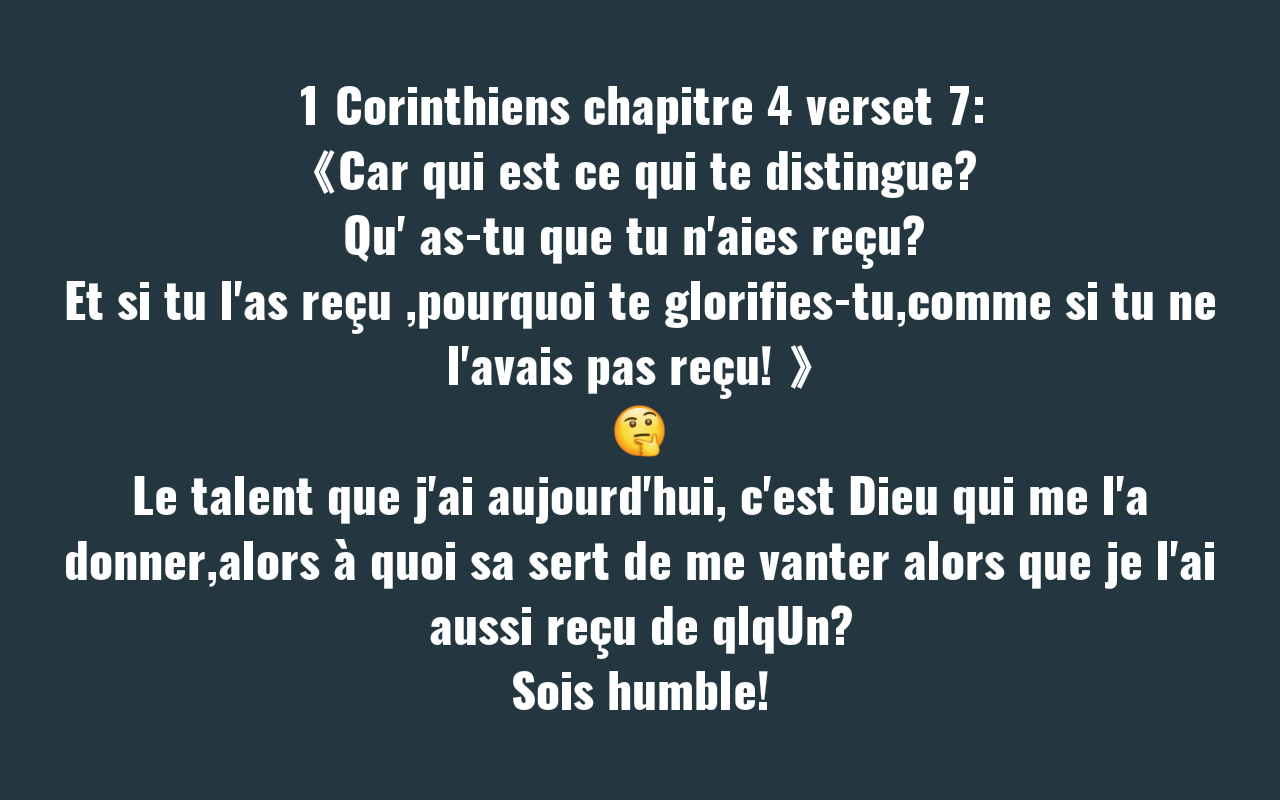 1 Corinthiens chapitre 4 verset 7:
《Car qui est ce qui te distingue?
Qu' as-tu que tu n'aies reçu?
Et si tu l'as reçu ,pourquoi te glorifies-tu,comme si tu ne
l'avais pas reçu! 》
🤔
Le talent que j'ai aujourd'hui, c'est Dieu qui me l'a
donner,alors à quoi sa sert de me vanter alors que je l'ai
aussi reçu de qlqUn?
Sois humble!